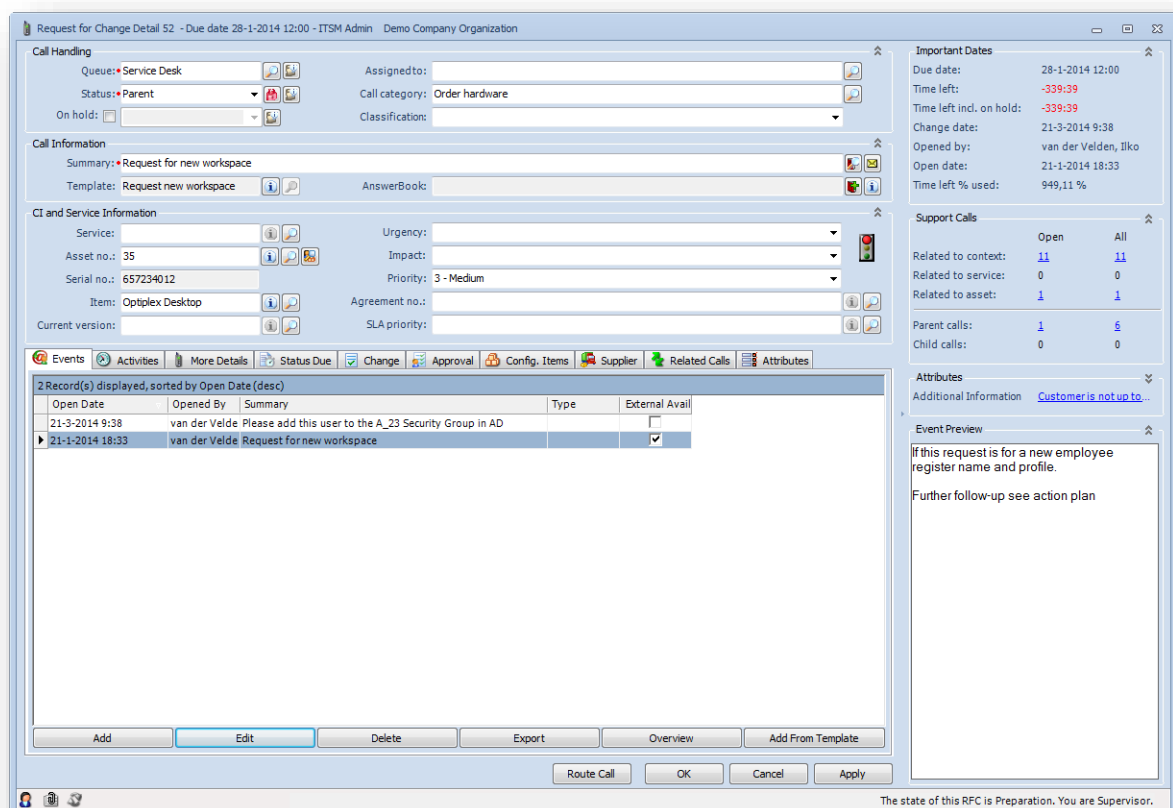 Request for Change Detail 52 - Due date 28-1-2014 12:00 - ITSM Admin Demo Company Organization
Call Handling
Queue: Service Desk
Assigned to:
Status: Parent
Call category: Order hardware
On hold:
Classification:
Call Information
Summary: Request for new workspace
Template: Request new workspace
AnswerBook:
CI and Service Information
Service:
Urgency:
Asset no.: 35
Impact:
Serial no.: 657234012
Priority: 3 - Medium
Item: Optiplex Desktop
Agreement no.:
Current version:
SLA priority:
Events Activities More Details Status Due Change Approval Config. Items Supplier Related Calls Attributes
2 Record(s) displayed, sorted by Open Date (desc)
Open Date Opened By Summary Type External Avail
21-3-2014 9:38 van der Velde Please add this user to the A_23 Security Group in AD
21-1-2014 18:33 van der Velde Request for new workspace
Add Edit Delete Export Overview Add From Template
Route Call OK Cancel Apply
Important Dates
Due date: 28-1-2014 12:00
Time left: -339:39
Time left incl. on hold: -339:39
Change date: 21-3-2014 9:38
Opened by: van der Velden, Ilko
Open date: 21-1-2014 18:33
Time left % used: 949,11 %
Support Calls
Open All
Related to context: 11 11
Related to service: 0 0
Related to asset: 1 1
Parent calls: 1 6
Child calls: 0 0
Attributes
Additional Information Customer is not up to...
Event Preview
If this request is for a new employee
register name and profile.
Further follow-up see action plan
The state of this RFC is Preparation. You are Supervisor.